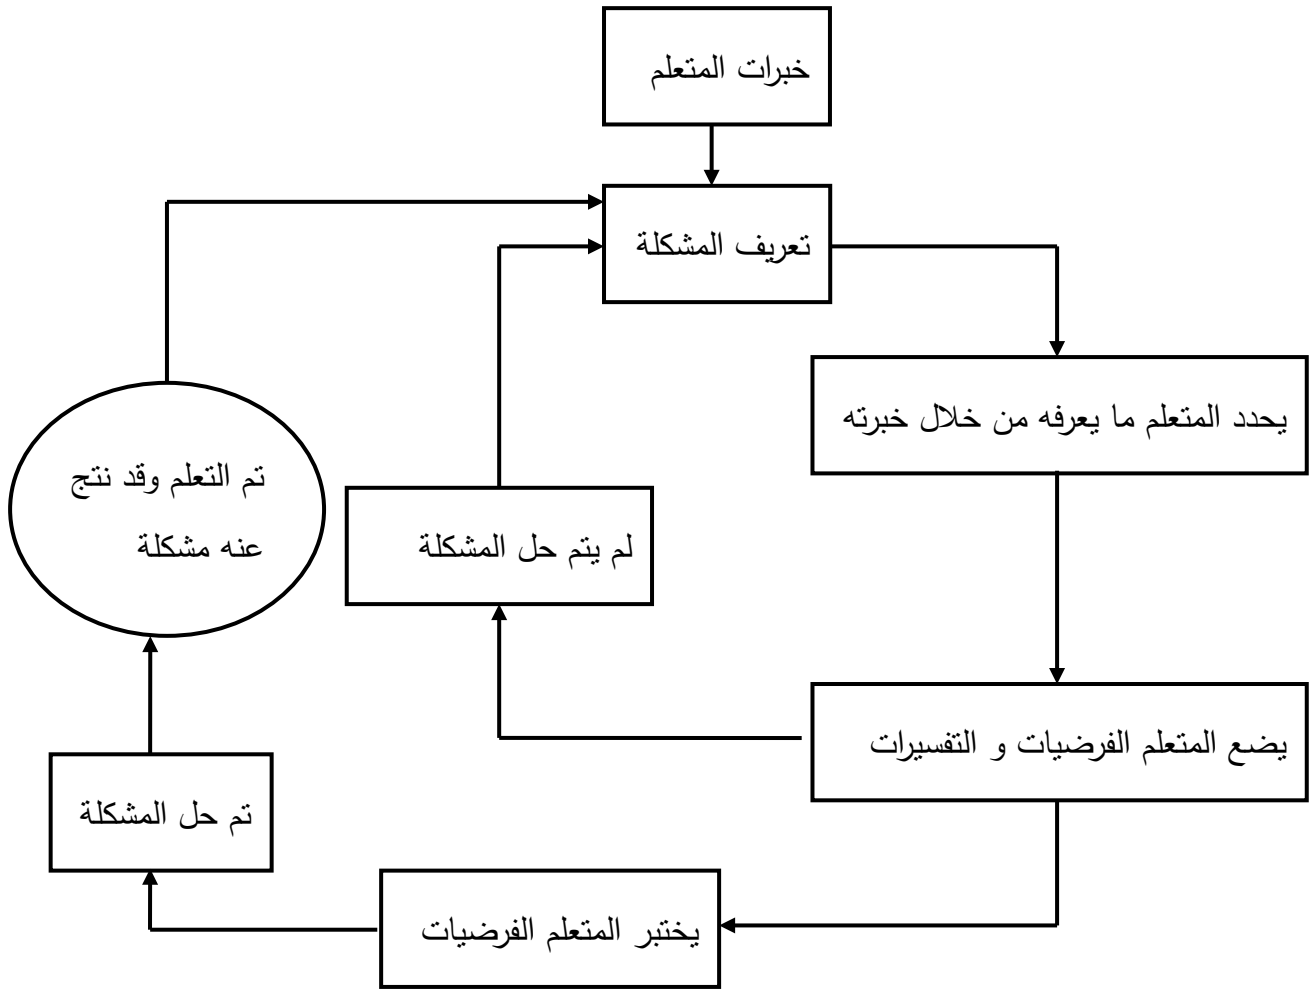 خبرات المتعلم
تعريف المشكلة
يحدد المتعلم ما يعرفه من خلال خبرته
تم التعلم وقد نتج
عنه مشكلة
لم يتم حل المشكلة
يضع المتعلم الفرضيات و التفسيرات
تم حل المشكلة
يختبر المتعلم الفرضيات